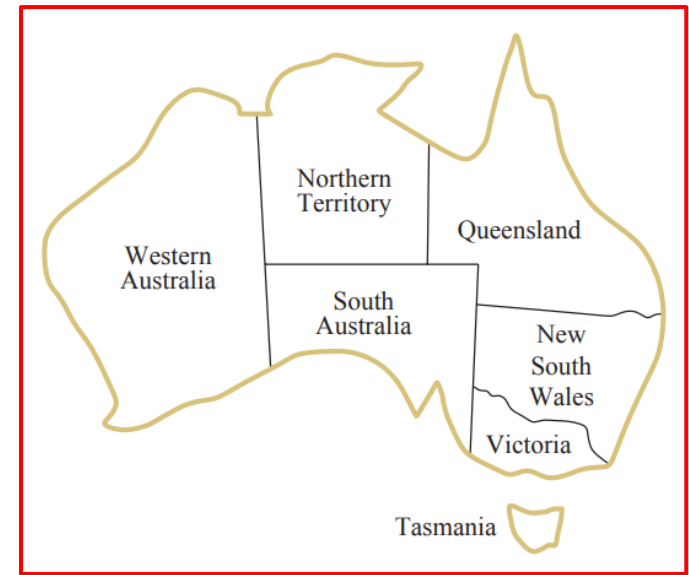 Northern
Territory
Queensland
Western
Australia
South
Australia
New
South
Wales
Victoria
Tasmania